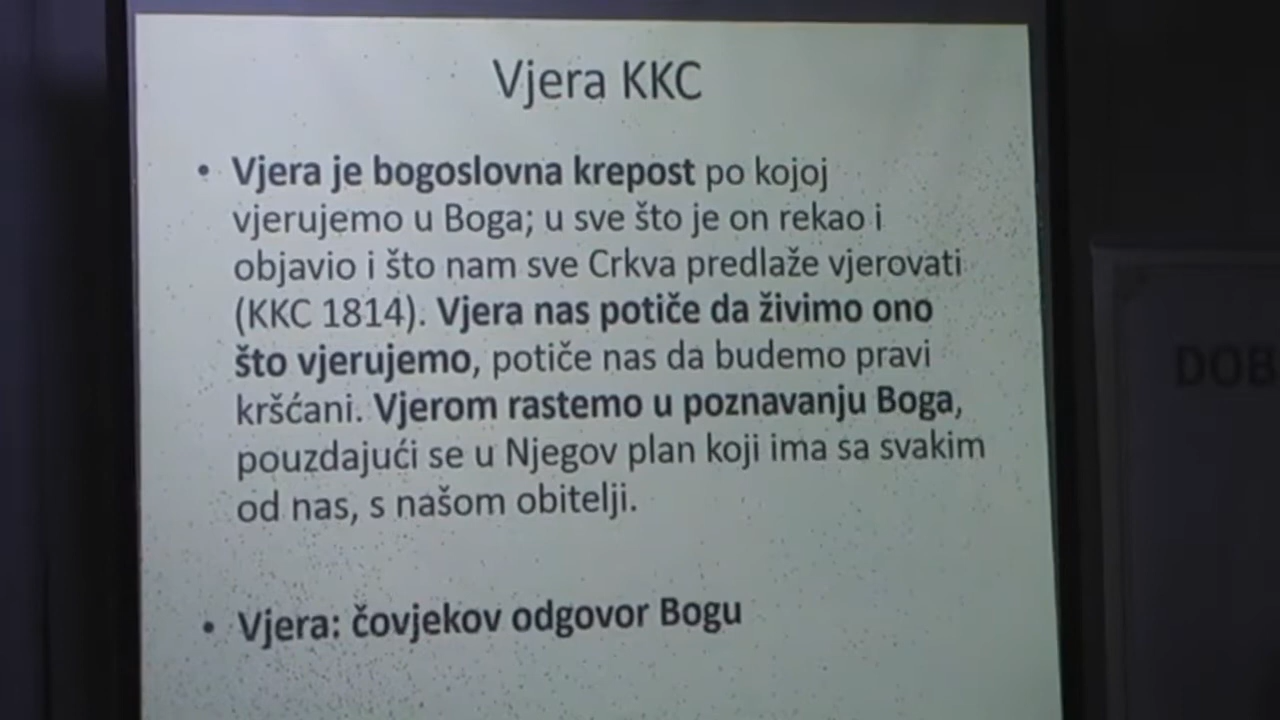 Vjera KKC
• Vjera je bogoslovna krepost po kojoj
vjerujemo u Boga; u sve što je on rekao i
objavio i što nam sve Crkva predlaže vjerovati
(KKC 1814). Vjera nas potiče da živimo ono
što vjerujemo, potiče nas da budemo pravi
kršćani. Vjerom rastemo u poznavanju Boga,
pouzdajući se u Njegov plan koji ima sa svakim
od nas, s našom obitelji.
• Vjera: čovjekov odgovor Bogu
DOB